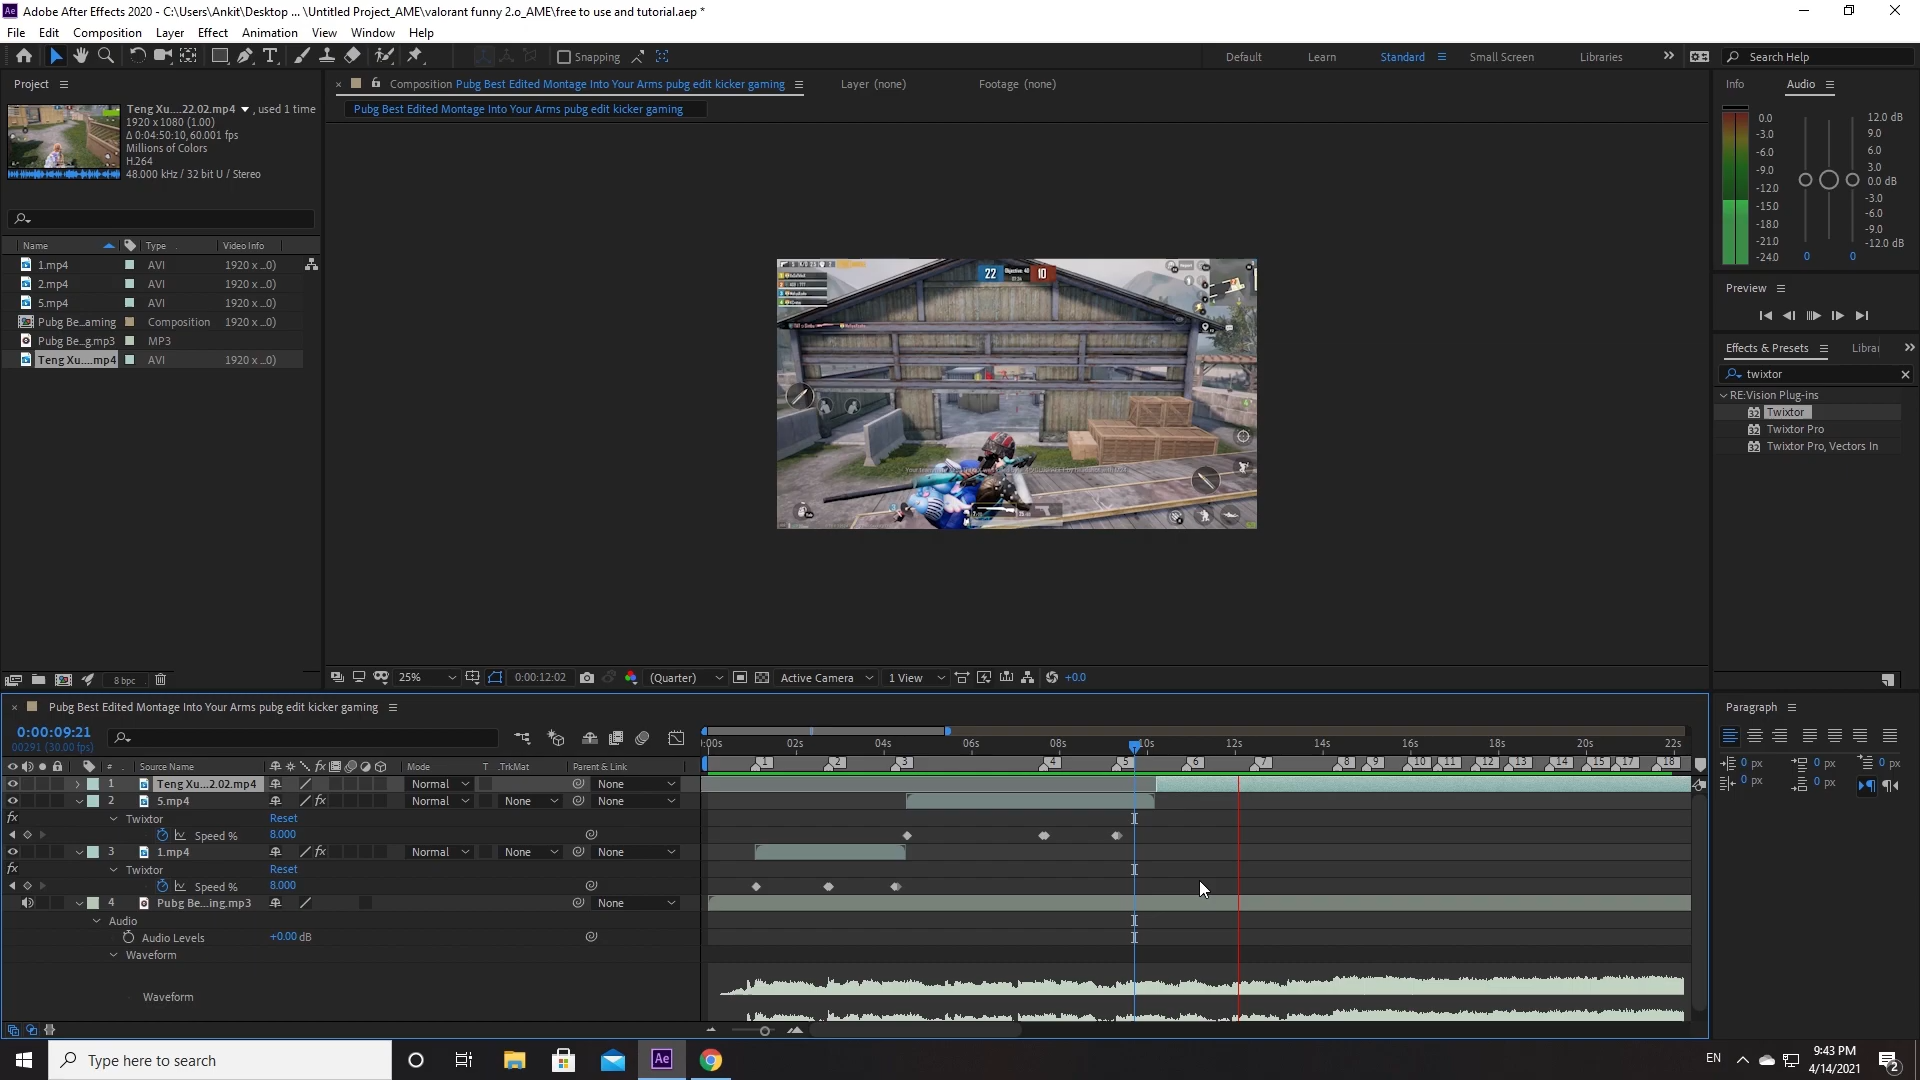 Adobe After Effects 2020 - C:\Users\Ankit\Desktop ... \Untitled Project_AME\valorant funny 2.o_AME\free to use and tutorial.aep *
File Edit Composition Layer Effect Animation View Window Help
Snapping
Default Learn Standard Small Screen Libraries
Search Help
Project
Teng Xu....22.02.mp4 , used 1 time
1920 x 1080 (1.00)
Δ 0:04:50:10, 60.001 fps
Millions of Colors
H.264
48.000 kHz / 32 bit U / Stereo
Name Type Video Info
1.mp4 AVI 1920 x ...0)
2.mp4 AVI 1920 x ...0)
5.mp4 AVI 1920 x ...0)
Pubg Be...aming Composition 1920 x ...0)
Pubg Be...g.mp3 MP3
Teng Xu....mp4 AVI 1920 x ...0)
8 bpc
Composition Pubg Best Edited Montage Into Your Arms pubg edit kicker gaming
Layer (none)
Footage (none)
Pubg Best Edited Montage Into Your Arms pubg edit kicker gaming
22 Objective: 40 10
25% 0:00:12:02 (Quarter) Active Camera 1 View +0.0
Info Audio
0.0
-3.0
-6.0
-9.0
-12.0
-15.0
-18.0
-21.0
-24.0
12.0 dB
9.0
6.0
3.0
0.0 dB
-3.0
-6.0
-9.0
-12.0 dB
0 0
Preview
Effects & Presets Librar
twixtor
RE:Vision Plug-ins
32 Twixtor
32 Twixtor Pro
32 Twixtor Pro, Vectors In
Paragraph
0 px 0 px 0 px
0 px 0 px
Pubg Best Edited Montage Into Your Arms pubg edit kicker gaming
0:00:09:21
00291 (30.00 fps)
:00s 02s 04s 06s 08s 10s 12s 14s 16s 18s 20s 22s
1 2 3 4 5 6 7 8 9 10 11 12 13 14 15 17 18
# Source Name fx Mode T .TrkMat Parent & Link
1 Teng Xu...2.02.mp4 Normal None
2 5.mp4 fx Normal None None
fx Twixtor Reset
Speed % 8.000
3 1.mp4 fx Normal None None
fx Twixtor Reset
Speed % 8.000
4 Pubg Be...ing.mp3 None
Audio
Audio Levels +0.00 dB
Waveform
Waveform
Type here to search
Ae
EN
9:43 PM
4/14/2021
2